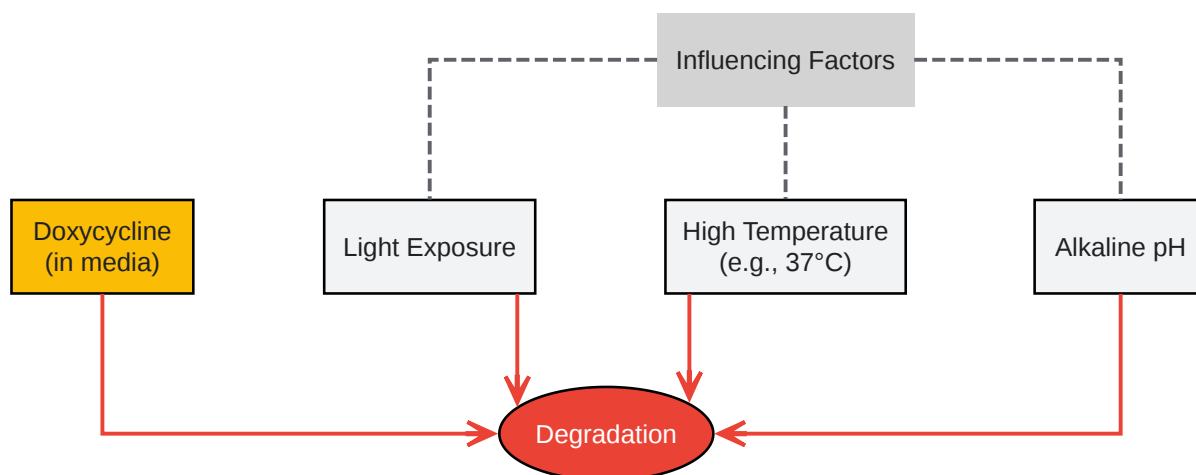 Influencing Factors
Doxycycline
(in media)
Light Exposure
High Temperature
(e.g., 37°C)
Alkaline pH
Degradation